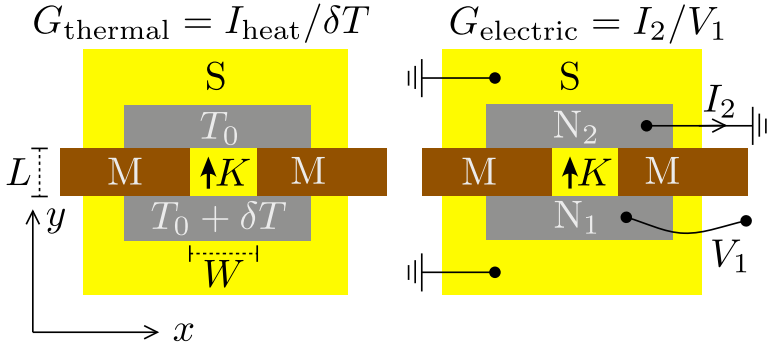 G_thermal = I_heat/δT
S
T_0
M K M
L
T_0 + δT
y
W
x
G_electric = I_2/V_1
S
I_2
N_2
M K M
N_1
V_1